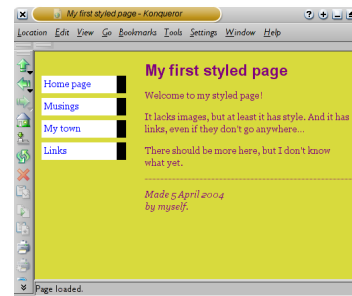 My first styled page - Konqueror
Location Edit View Go Bookmarks Tools Settings Window Help
Home page
Musings
My town
Links
My first styled page
Welcome to my styled page!
It lacks images, but at least it has style. And it has
links, even if they don't go anywhere...
There should be more here, but I don't know
what yet.
Made 5 April 2004
by myself.
Page loaded.